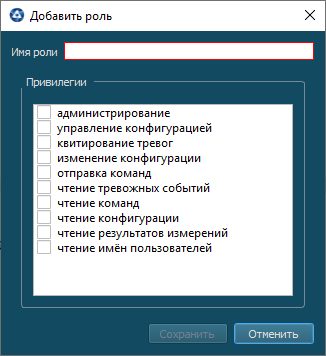 Добавить роль
Имя роли
Привилегии
администрирование
управление конфигурацией
квитирование тревог
изменение конфигурации
отправка команд
чтение тревожных событий
чтение команд
чтение конфигурации
чтение результатов измерений
чтение имён пользователей
Сохранить
Отменить